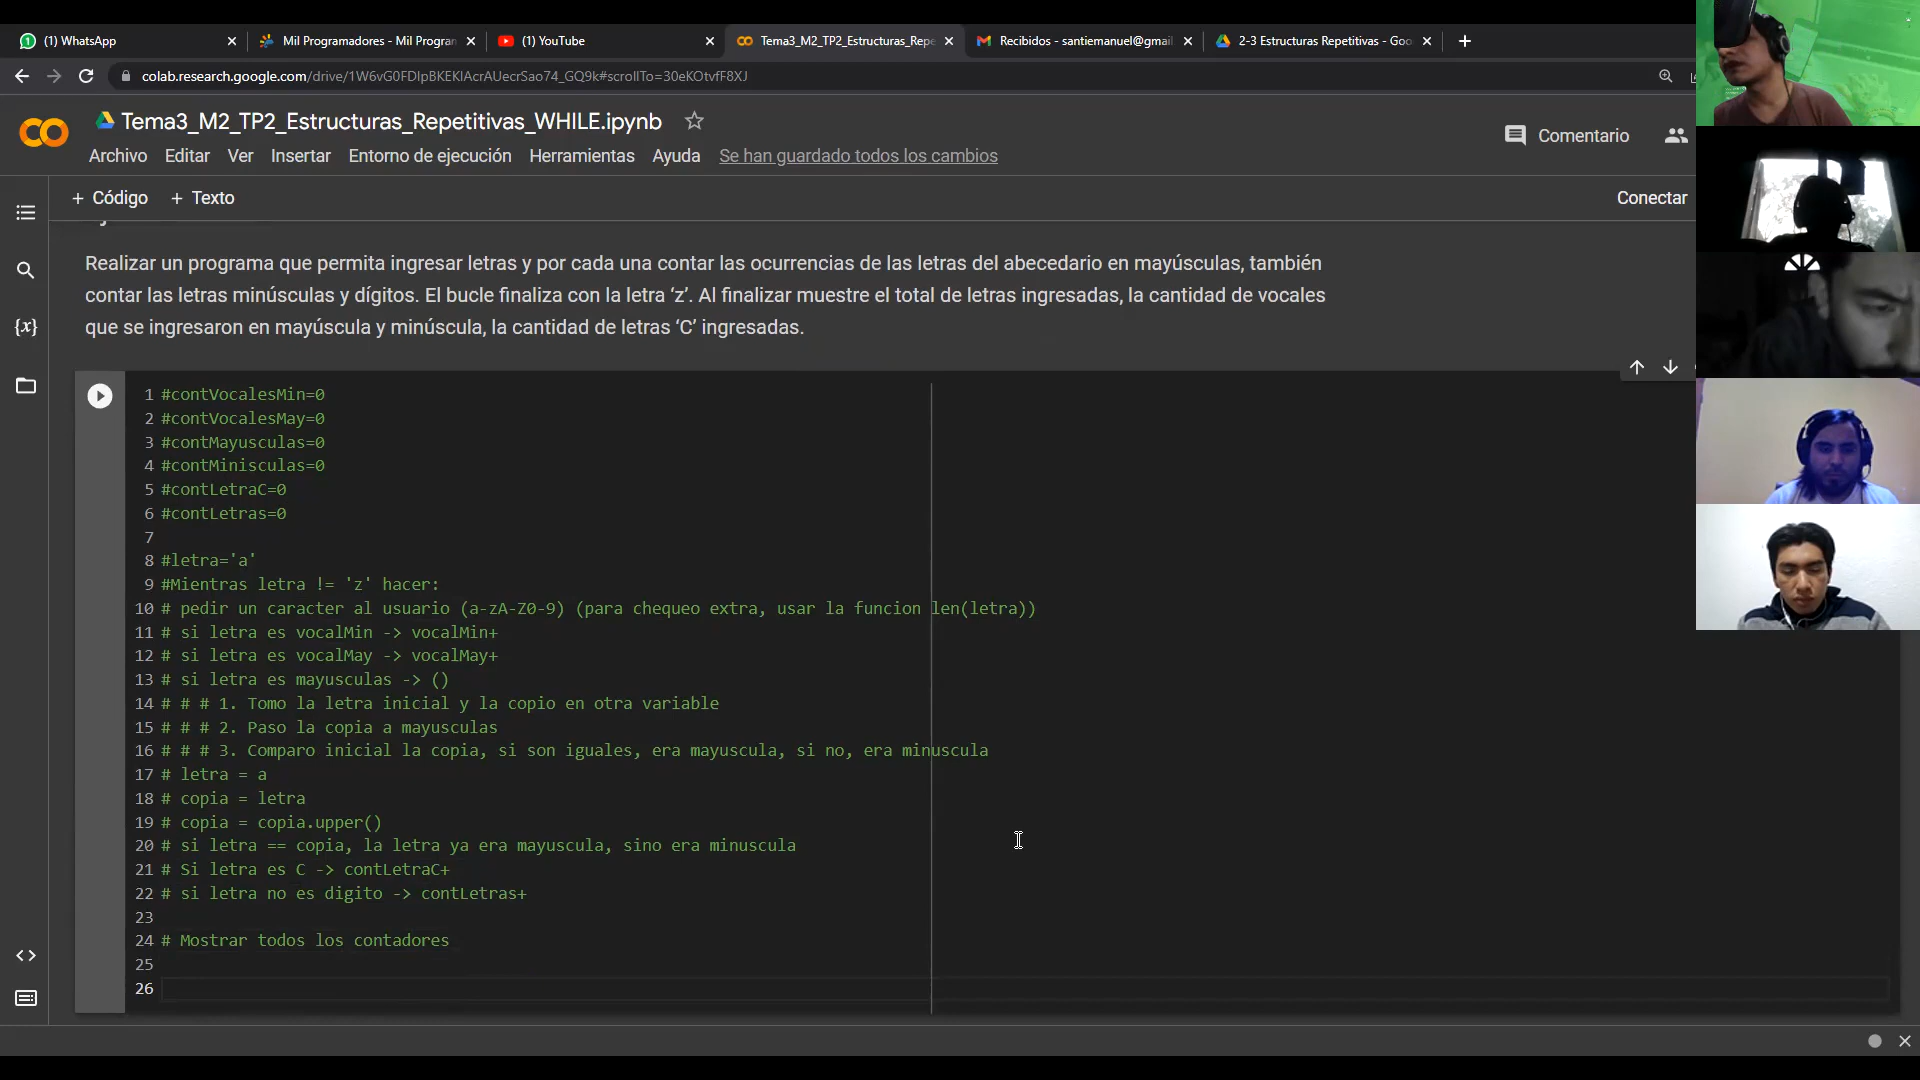 (1) WhatsApp
Mil Programadores - Mil Progran
(1) YouTube
Tema3_M2_TP2_Estructuras_Repe
Recibidos - santiemanuel@gmail
2-3 Estructuras Repetitivas - Goo
colab.research.google.com/drive/1W6vG0FDIpBKEKlAcrAUecrSao74_GQ9k#scrollTo=30eKOtvfF8XJ
Tema3_M2_TP2_Estructuras_Repetitivas_WHILE.ipynb
Archivo Editar Ver Insertar Entorno de ejecución Herramientas Ayuda Se han guardado todos los cambios
Comentario
+ Código + Texto
Conectar
Realizar un programa que permita ingresar letras y por cada una contar las ocurrencias de las letras del abecedario en mayúsculas, también
contar las letras minúsculas y dígitos. El bucle finaliza con la letra ‘z’. Al finalizar muestre el total de letras ingresadas, la cantidad de vocales
que se ingresaron en mayúscula y minúscula, la cantidad de letras ‘C’ ingresadas.
1 #contVocalesMin=0
2 #contVocalesMay=0
3 #contMayusculas=0
4 #contMinisculas=0
5 #contLetraC=0
6 #contLetras=0
7
8 #letra='a'
9 #Mientras letra != 'z' hacer:
10 # pedir un caracter al usuario (a-zA-Z0-9) (para chequeo extra, usar la funcion len(letra))
11 # si letra es vocalMin -> vocalMin+
12 # si letra es vocalMay -> vocalMay+
13 # si letra es mayusculas -> ()
14 # # # 1. Tomo la letra inicial y la copio en otra variable
15 # # # 2. Paso la copia a mayusculas
16 # # # 3. Comparo inicial la copia, si son iguales, era mayuscula, si no, era minuscula
17 # letra = a
18 # copia = letra
19 # copia = copia.upper()
20 # si letra == copia, la letra ya era mayuscula, sino era minuscula
21 # Si letra es C -> contLetraC+
22 # si letra no es digito -> contLetras+
23
24 # Mostrar todos los contadores
25
26